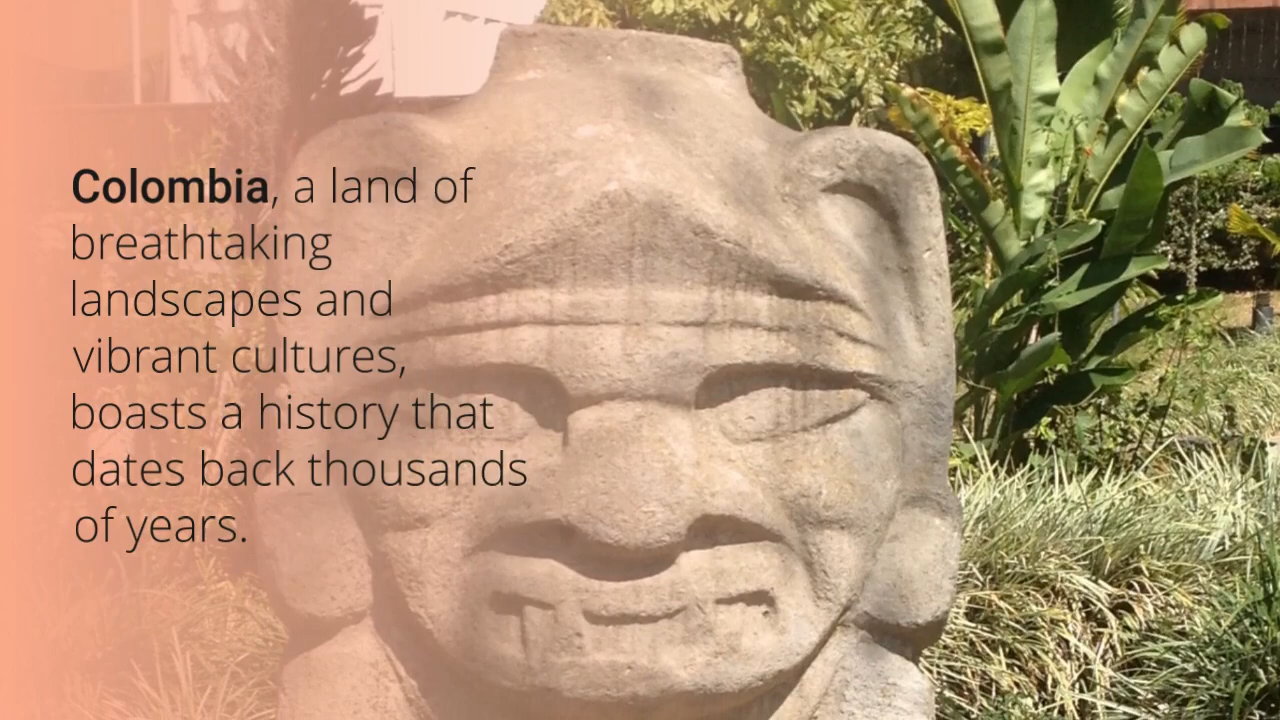 Colombia, a land of
breathtaking
landscapes and
vibrant cultures,
boasts a history that
dates back thousands
of years.